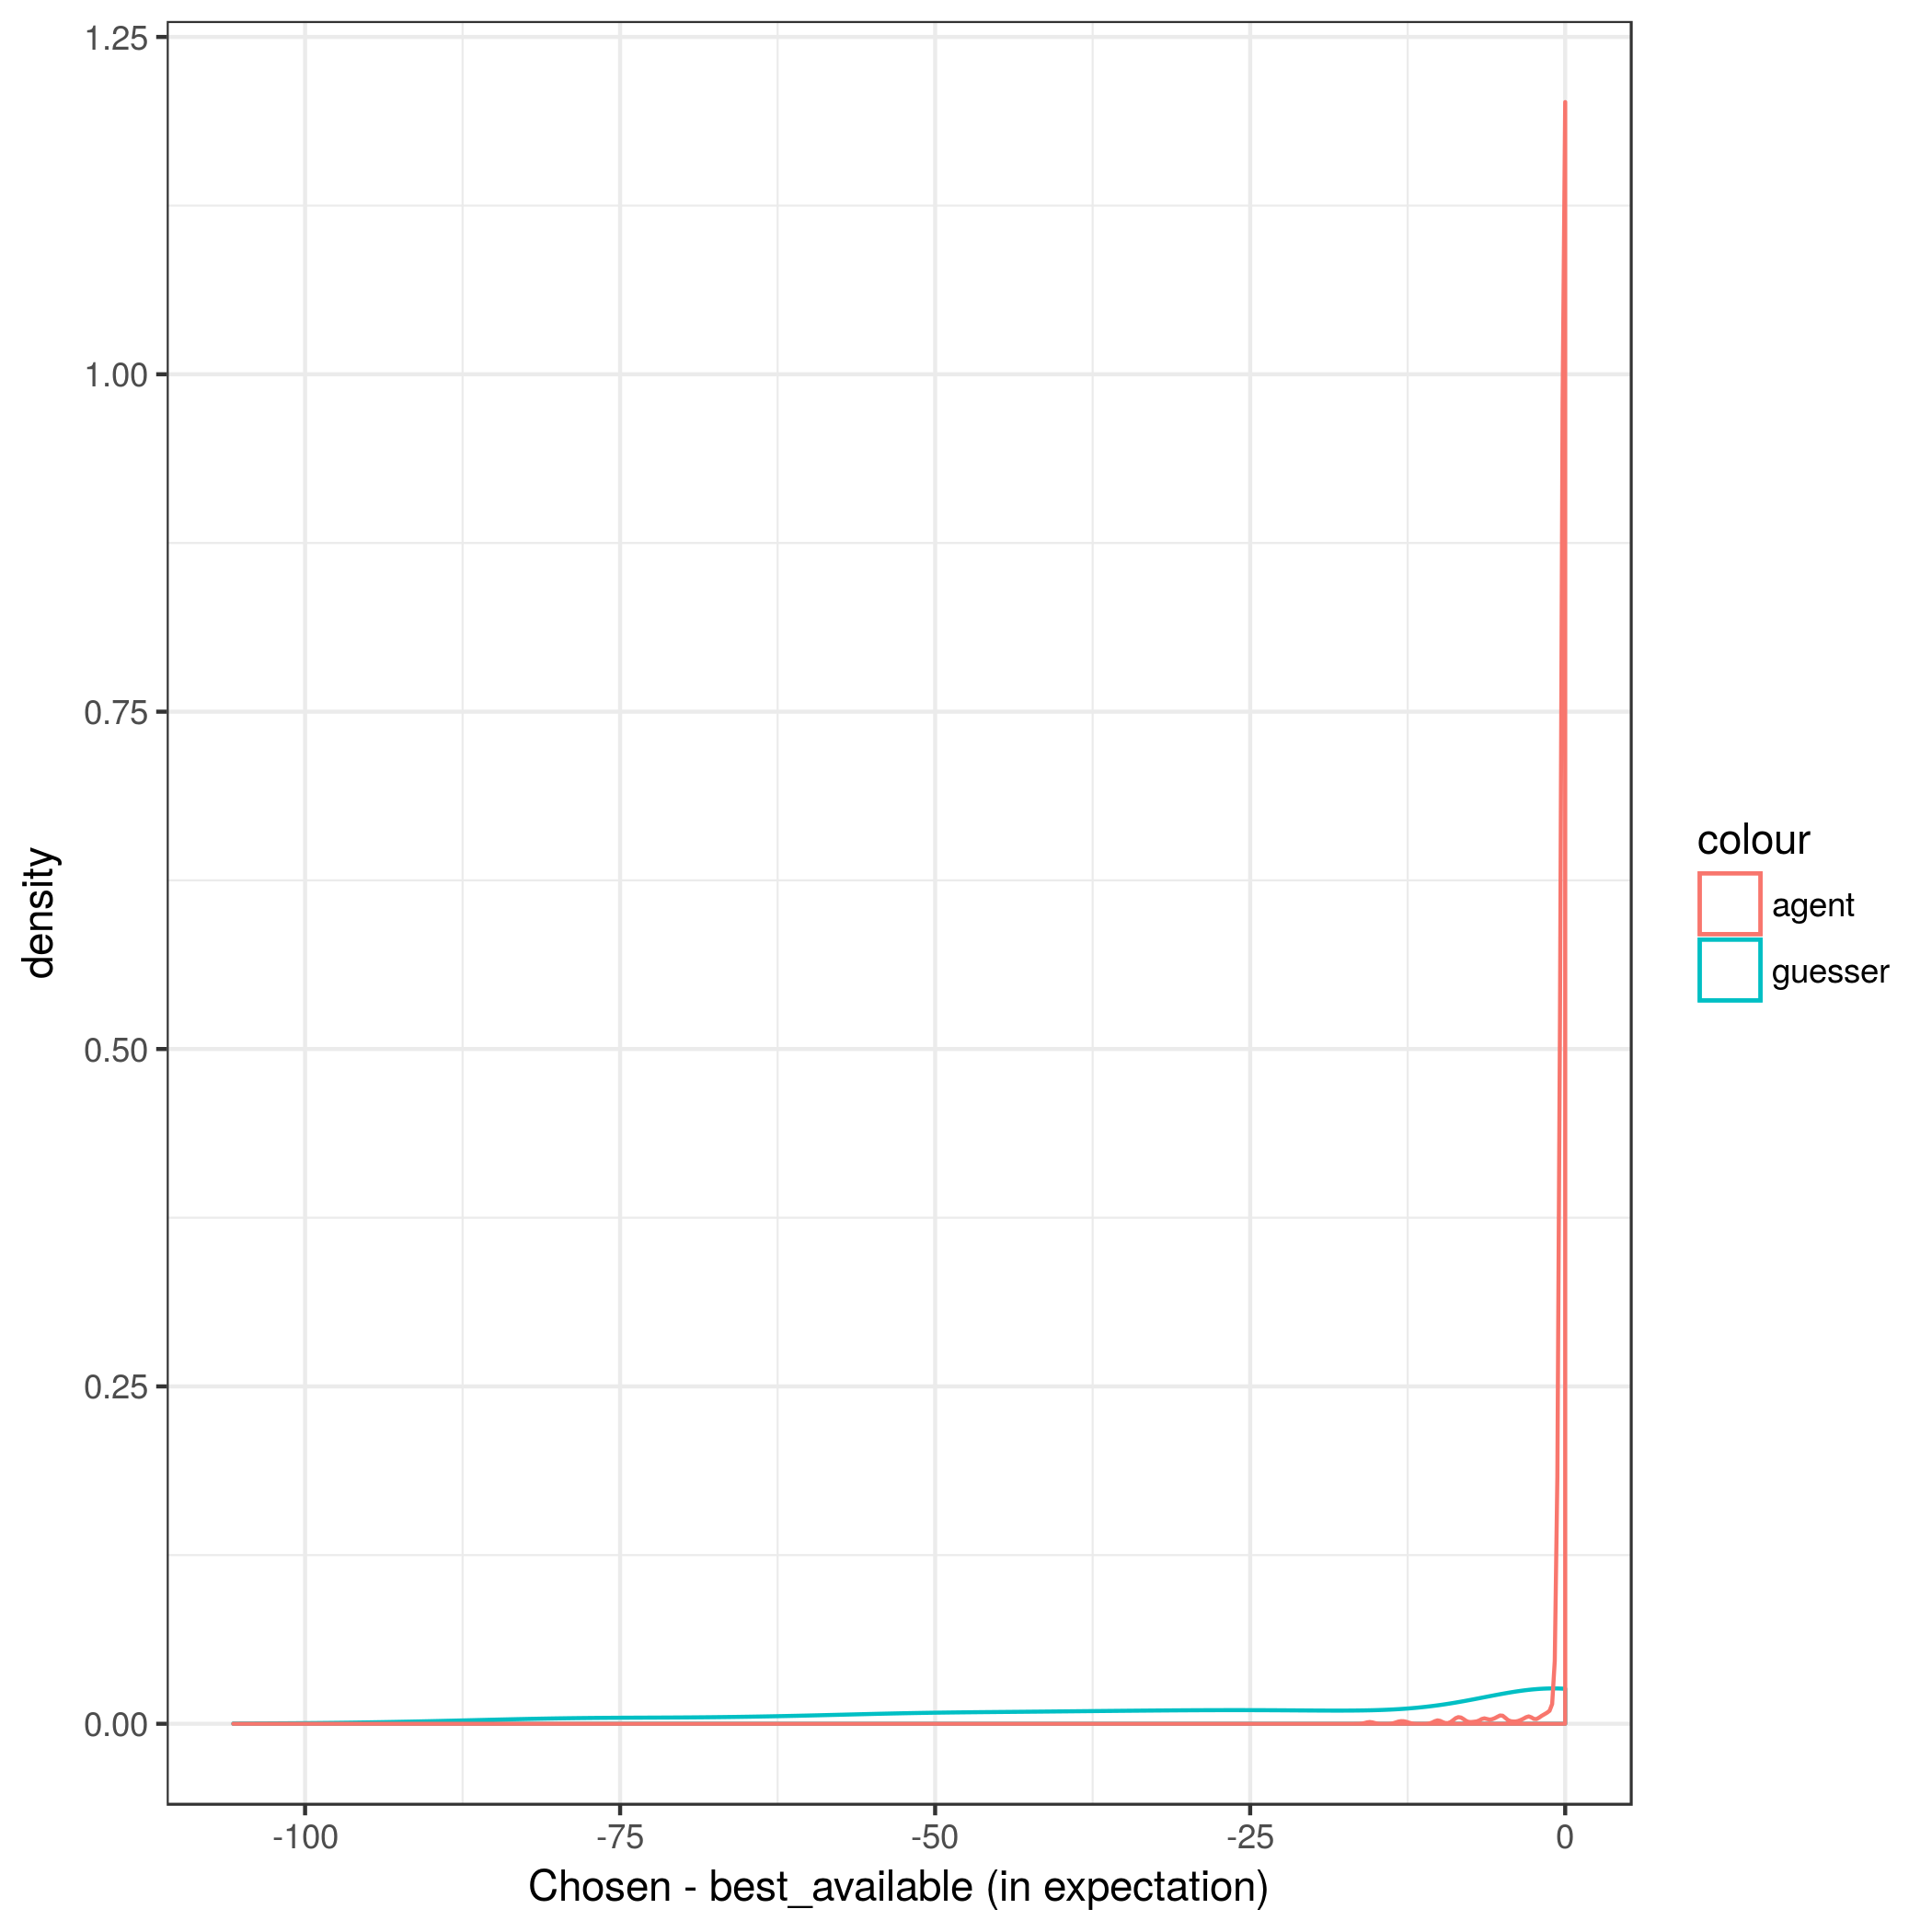 1.25
1.00
0.75
0.50
0.25
0.00
density
-100
-75
-50
-25
0
Chosen - best_available (in expectation)
colour
agent
guesser